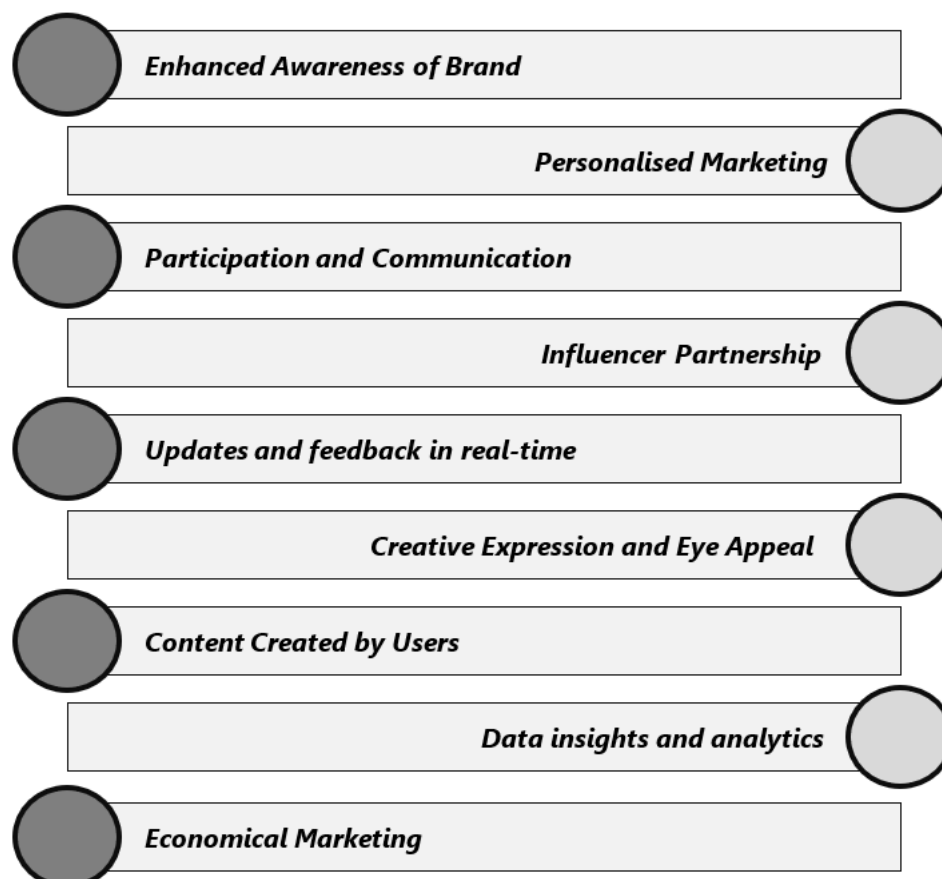 Enhanced Awareness of Brand
Personalised Marketing
Participation and Communication
Influencer Partnership
Updates and feedback in real-time
Creative Expression and Eye Appeal
Content Created by Users
Data insights and analytics
Economical Marketing